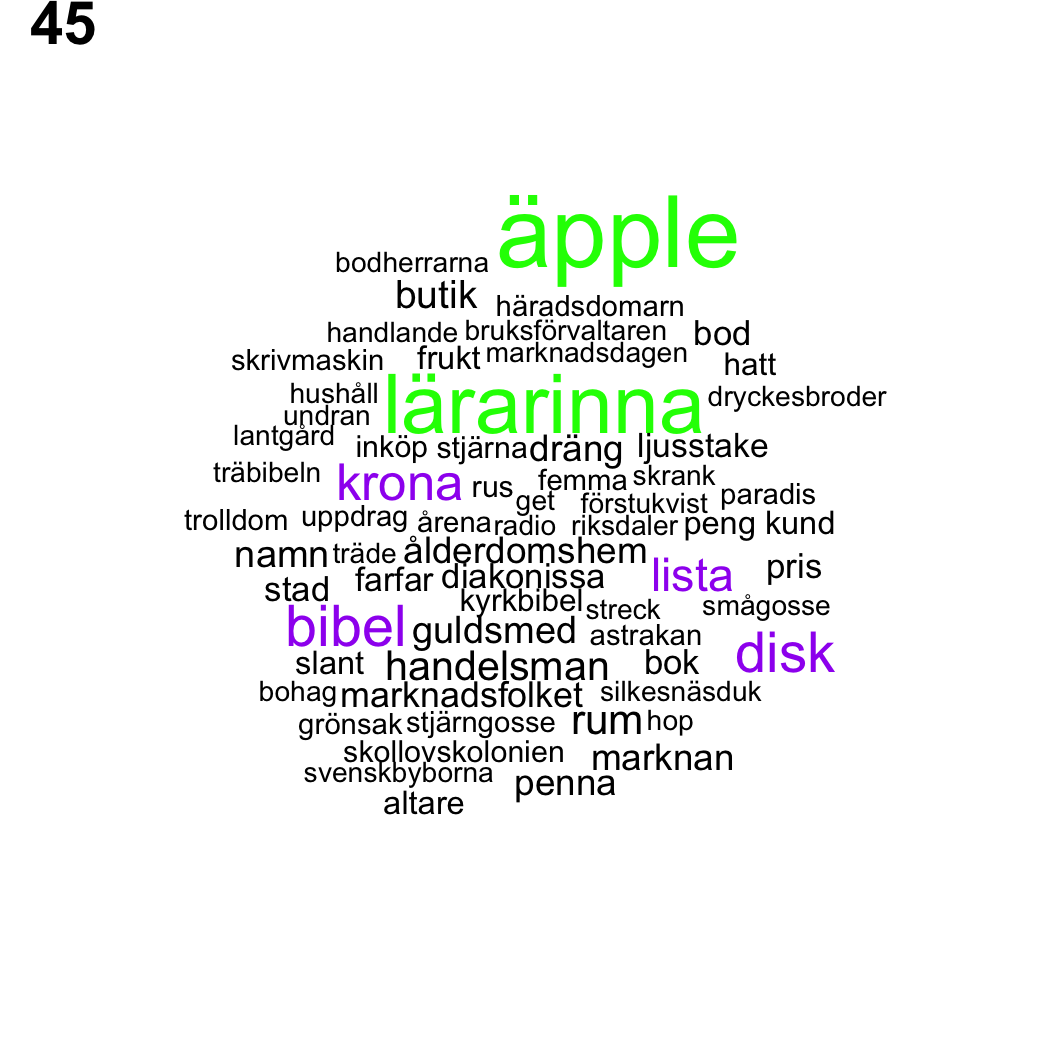 45
äpple
bodherrarna
butik häradsdomarn
handlande bruksförvaltaren bod
skrivmaskin frukt marknadsdagen hatt
hushåll lärarinna dryckesbroder
undran
lantgård inköp stjärna dräng ljusstake
träbibeln krona rus femma skrank
get förstukvist paradis
trolldom uppdrag årena radio riksdaler peng kund
namn träde ålderdomshem lista pris
stad farfar diakonissa
kyrkbibel streck smågosse
bibel guldsmed astrakan disk
slant handelsman bok
bohag marknadsfolket silkesnäsduk
grönsak stjärngosse rum hop
skollovskolonien marknan
svenskbyborna penna
altare